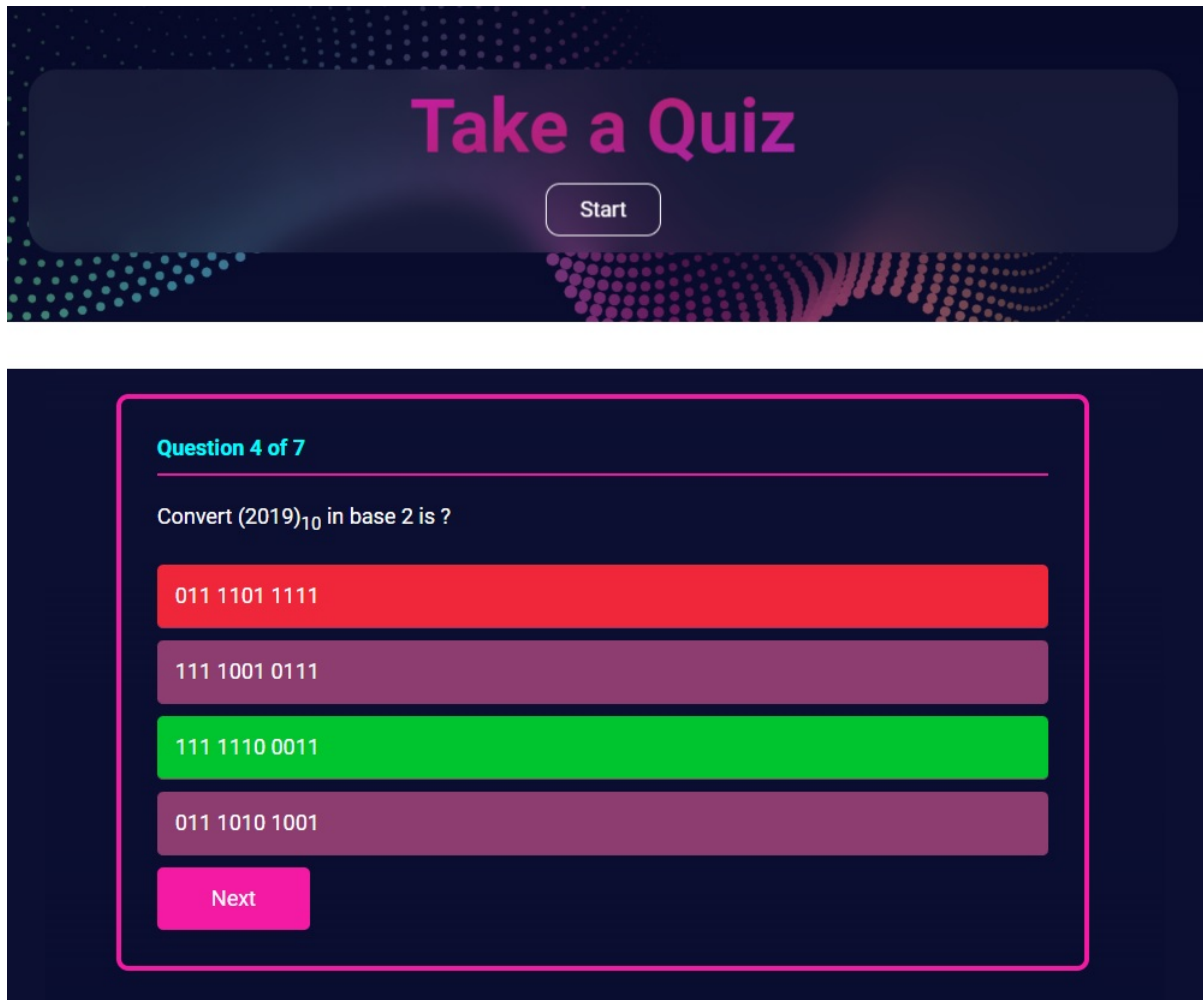 Take a Quiz
Start
Question 4 of 7
Convert (2019)₁₀ in base 2 is ?
011 1101 1111
111 1001 0111
111 1110 0011
011 1010 1001
Next